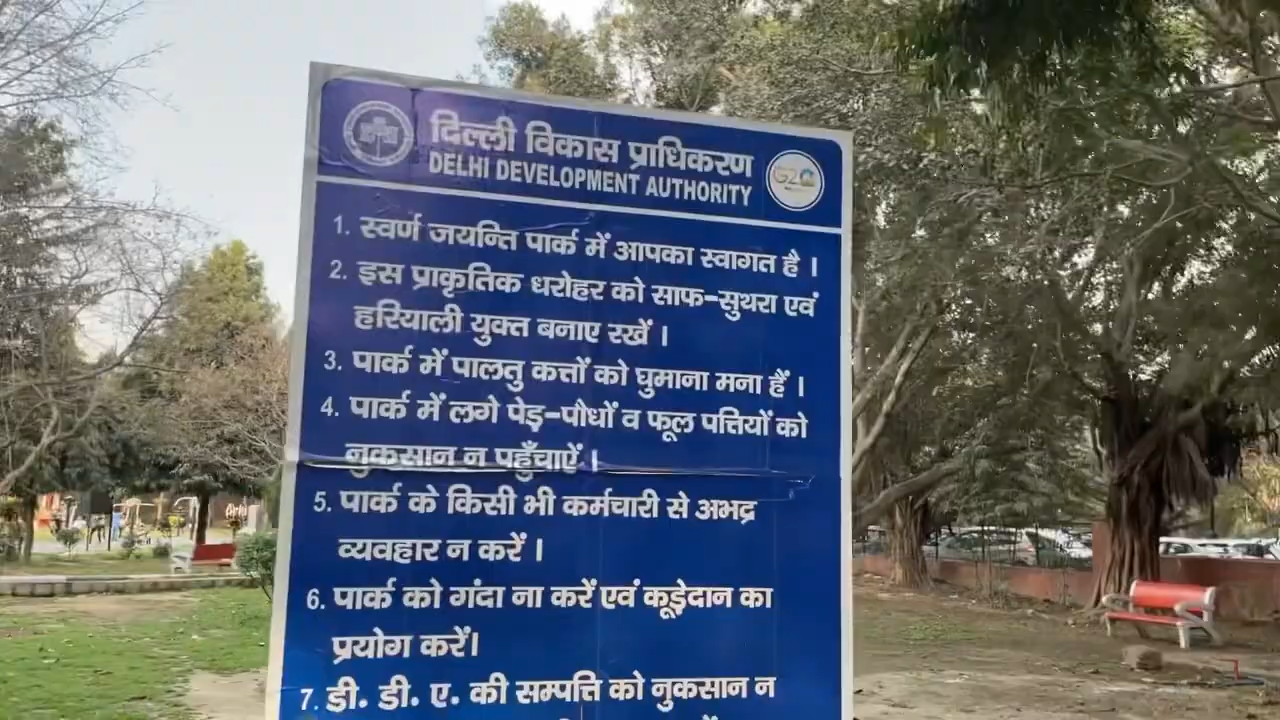 दिल्ली विकास प्राधिकरण
DELHI DEVELOPMENT AUTHORITY
G20
1. स्वर्ण जयन्ति पार्क में आपका स्वागत है ।
2. इस प्राकृतिक धरोहर को साफ-सुथरा एवं
हरियाली युक्त बनाए रखें ।
3. पार्क में पालतु कत्तों को घुमाना मना हैं ।
4. पार्क में लगे पेड़-पौधों व फूल पत्तियों को
नुकसान न पहुँचाऐं ।
5. पार्क के किसी भी कर्मचारी से अभद्र
व्यवहार न करें ।
6. पार्क को गंदा ना करें एवं कूड़ेदान का
प्रयोग करें।
7. डी. डी. ए. की सम्पत्ति को नुकसान न